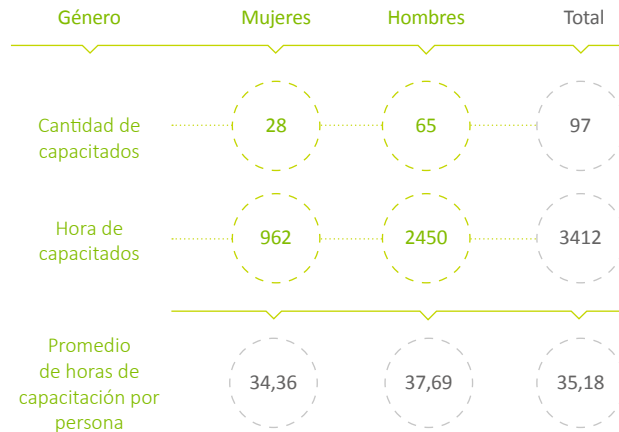 Género Mujeres Hombres Total
Cantidad de
capacitados
28 65 97
Hora de
capacitados
962 2450 3412
Promedio
de horas de
capacitación por
persona
34,36 37,69 35,18